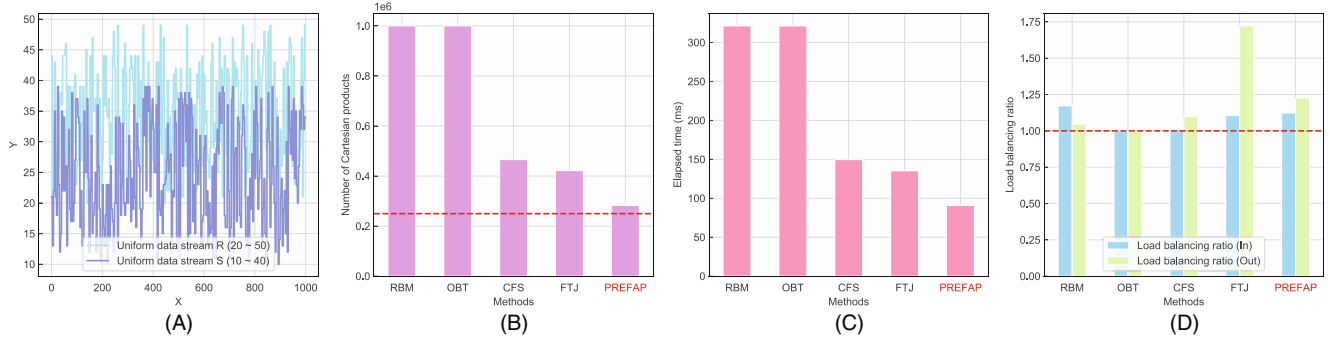 50
45
40
35
30
25
20
15
10
Y
0
200
400
600
800
1000
X
Uniform data stream R (20 ~ 50)
Uniform data stream S (10 ~ 40)
(A)
1e6
1.0
0.8
0.6
0.4
0.2
0.0
Number of Cartesian products
RBM
OBT
CFS
FTJ
PREFAP
Methods
(B)
300
250
200
150
100
50
0
Elapsed time (ms)
RBM
OBT
CFS
FTJ
PREFAP
Methods
(C)
1.75
1.50
1.25
1.00
0.75
0.50
0.25
0.00
Load balancing ratio
Load balancing ratio (In)
Load balancing ratio (Out)
RBM
OBT
CFS
FTJ
PREFAP
Methods
(D)